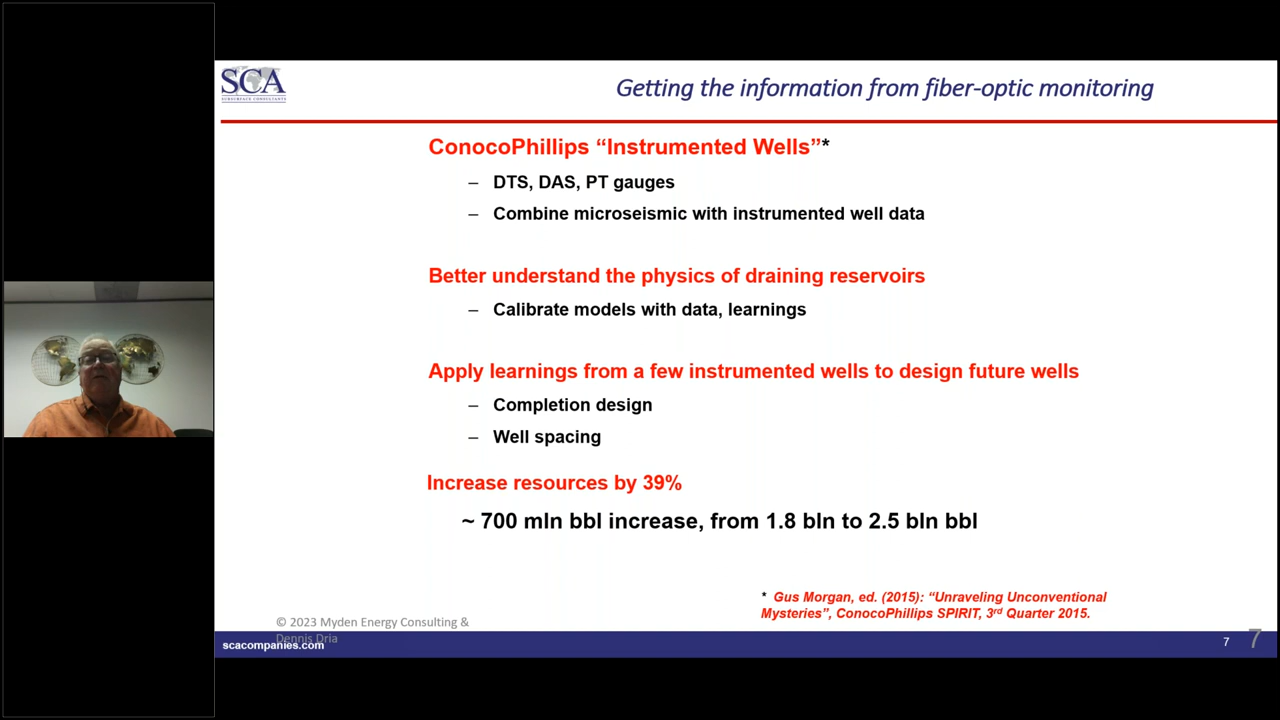 SCA
SUBSURFACE CONSULTANTS
Getting the information from fiber-optic monitoring
ConocoPhillips “Instrumented Wells”*
– DTS, DAS, PT gauges
– Combine microseismic with instrumented well data
Better understand the physics of draining reservoirs
– Calibrate models with data, learnings
Apply learnings from a few instrumented wells to design future wells
– Completion design
– Well spacing
Increase resources by 39%
~ 700 mln bbl increase, from 1.8 bln to 2.5 bln bbl
* Gus Morgan, ed. (2015): “Unraveling Unconventional
Mysteries”, ConocoPhillips SPIRIT, 3rd Quarter 2015.
© 2023 Myden Energy Consulting &
Dennis Dria
scacompanies.com
7
7